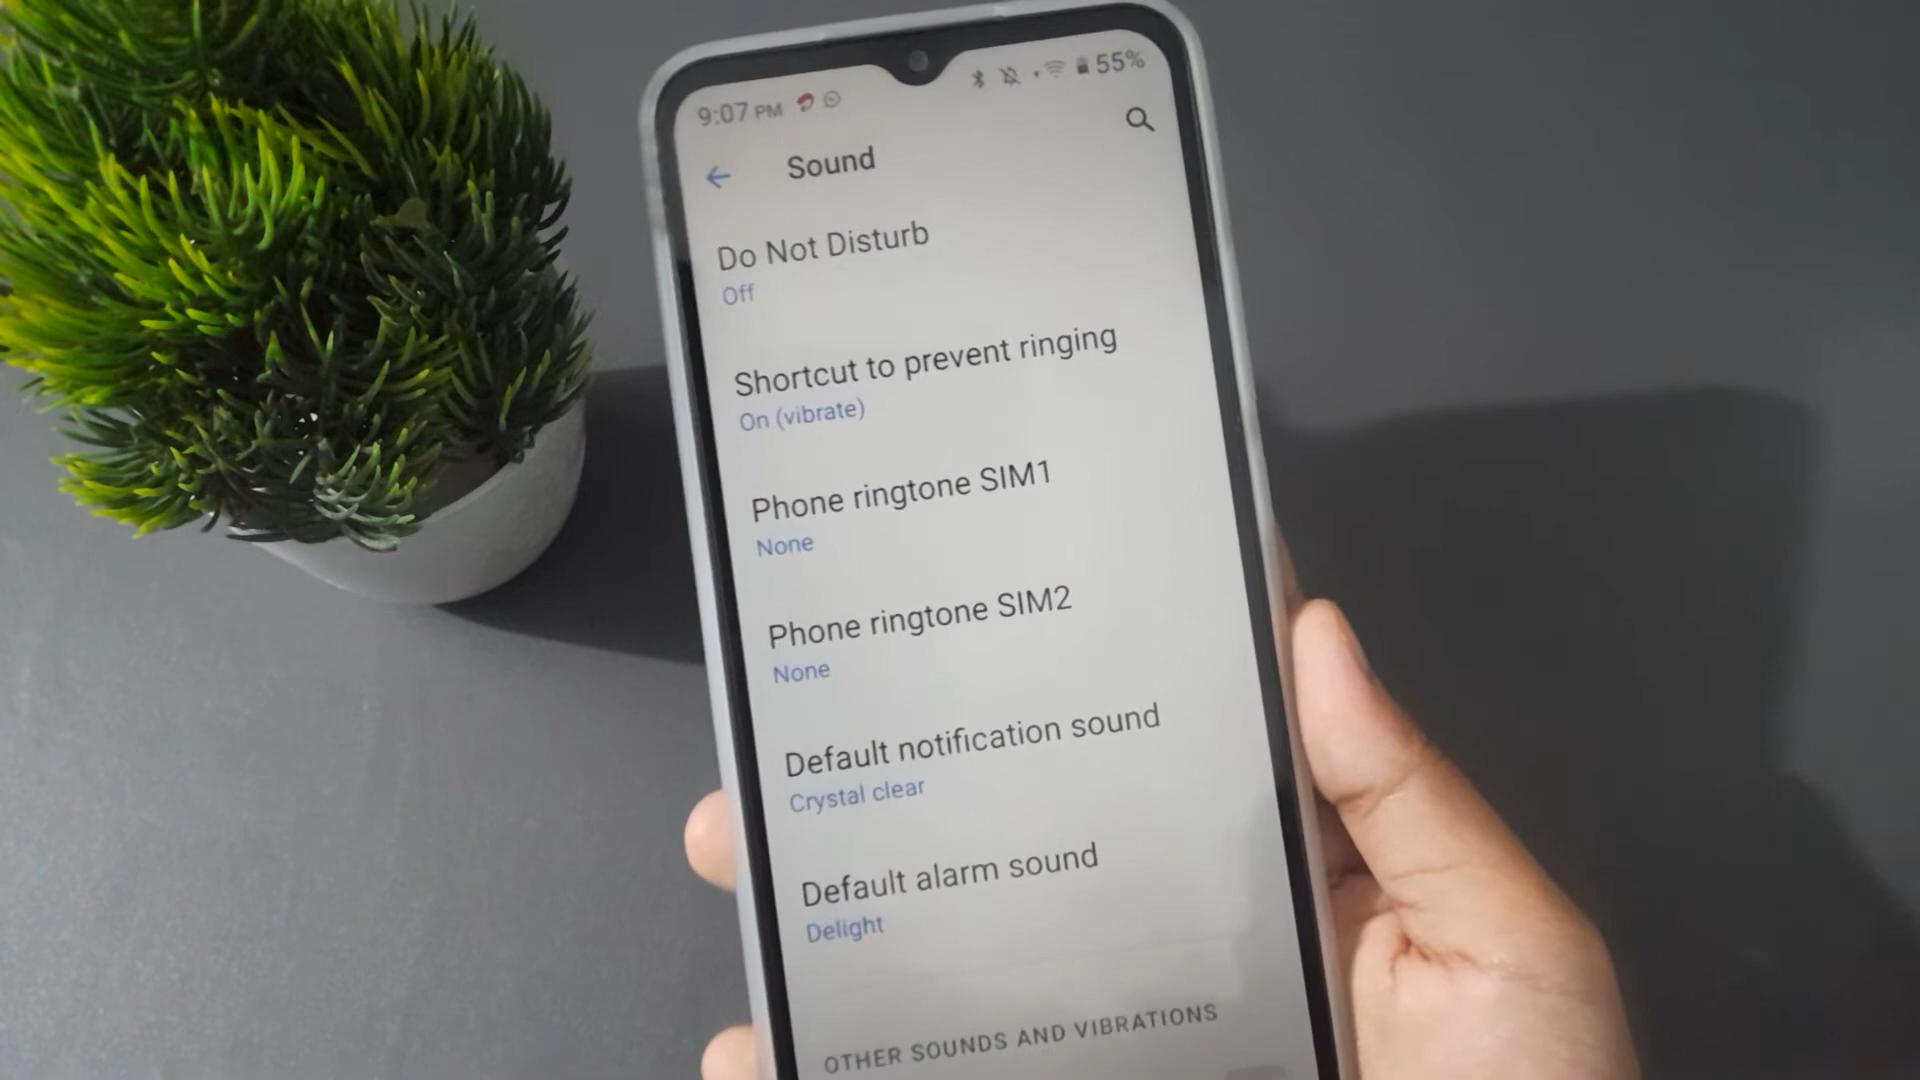 9:07 PM 55%
Sound
Do Not Disturb
Off
Shortcut to prevent ringing
On (vibrate)
Phone ringtone SIM1
None
Phone ringtone SIM2
None
Default notification sound
Crystal clear
Default alarm sound
Delight
OTHER SOUNDS AND VIBRATIONS